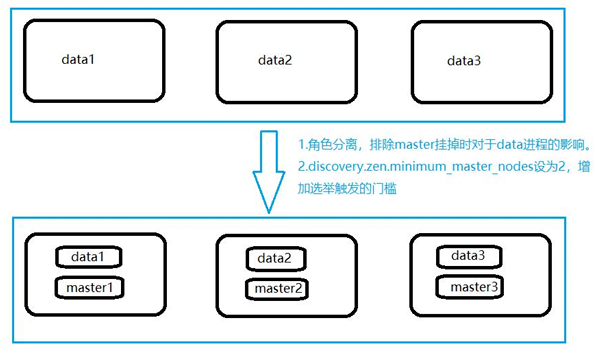 data1 data2 data3
1.角色分离，排除master挂掉时对于data进程的影响。
2.discovery.zen.minimum_master_nodes设为2，增
加选举触发的门槛
data1 data2 data3
master1 master2 master3